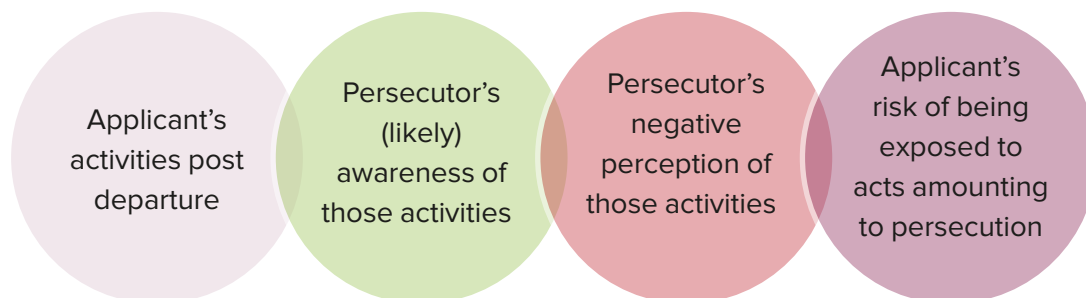 Applicant's
activities post
departure
Persecutor's
(likely)
awareness of
those activities
Persecutor's
negative
perception of
those activities
Applicant's
risk of being
exposed to
acts amounting
to persecution